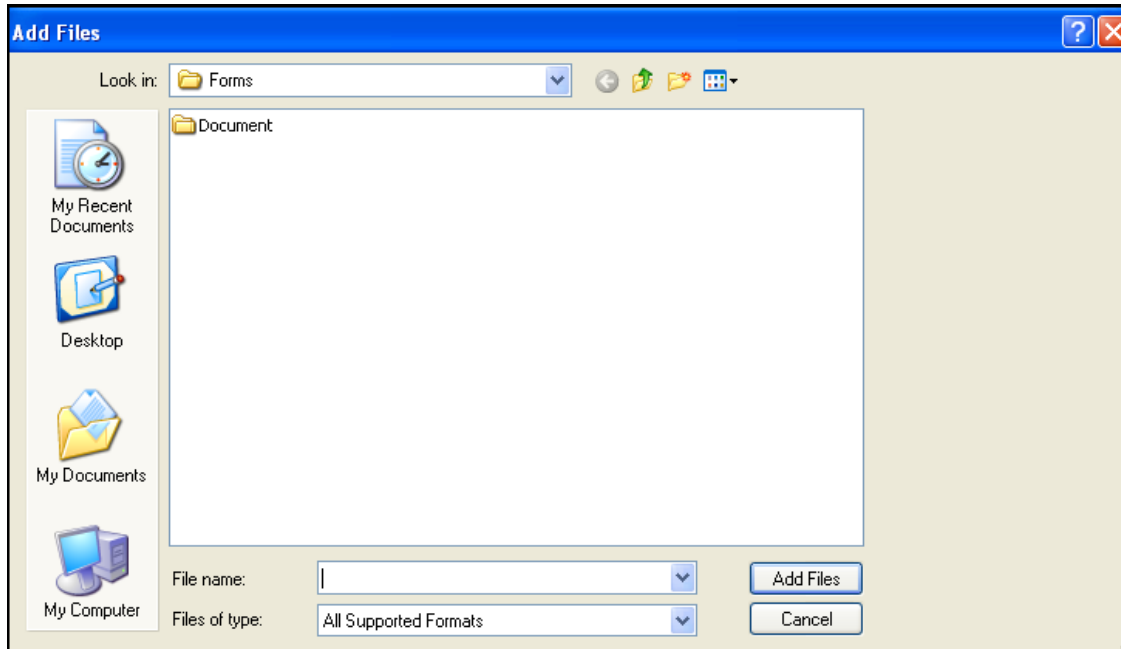 Add Files
Look in: Forms
Document
My Recent
Documents
Desktop
My Documents
My Computer
File name:
Add Files
Files of type: All Supported Formats
Cancel